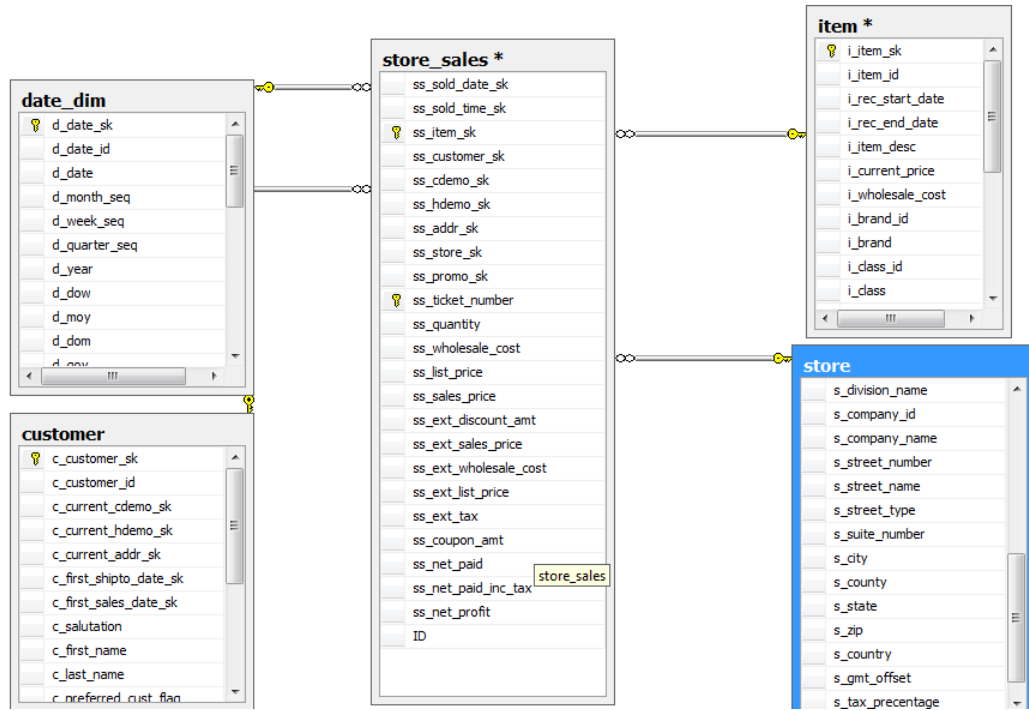 date_dim
d_date_sk
d_date_id
d_date
d_month_seq
d_week_seq
d_quarter_seq
d_year
d_dow
d_moy
d_dom
customer
c_customer_sk
c_customer_id
c_current_cdemo_sk
c_current_hdemo_sk
c_current_addr_sk
c_first_shipto_date_sk
c_first_sales_date_sk
c_salutation
c_first_name
c_last_name
c_preferred_cust_flag
store_sales *
ss_sold_date_sk
ss_sold_time_sk
ss_item_sk
ss_customer_sk
ss_cdemo_sk
ss_hdemo_sk
ss_addr_sk
ss_store_sk
ss_promo_sk
ss_ticket_number
ss_quantity
ss_wholesale_cost
ss_list_price
ss_sales_price
ss_ext_discount_amt
ss_ext_sales_price
ss_ext_wholesale_cost
ss_ext_list_price
ss_ext_tax
ss_coupon_amt
ss_net_paid
store_sales
ss_net_paid_inc_tax
ss_net_profit
ID
item *
i_item_sk
i_item_id
i_rec_start_date
i_rec_end_date
i_item_desc
i_current_price
i_wholesale_cost
i_brand_id
i_brand
i_class_id
i_class
store
s_division_name
s_company_id
s_company_name
s_street_number
s_street_name
s_street_type
s_suite_number
s_city
s_county
s_state
s_zip
s_country
s_gmt_offset
s_tax_precentage